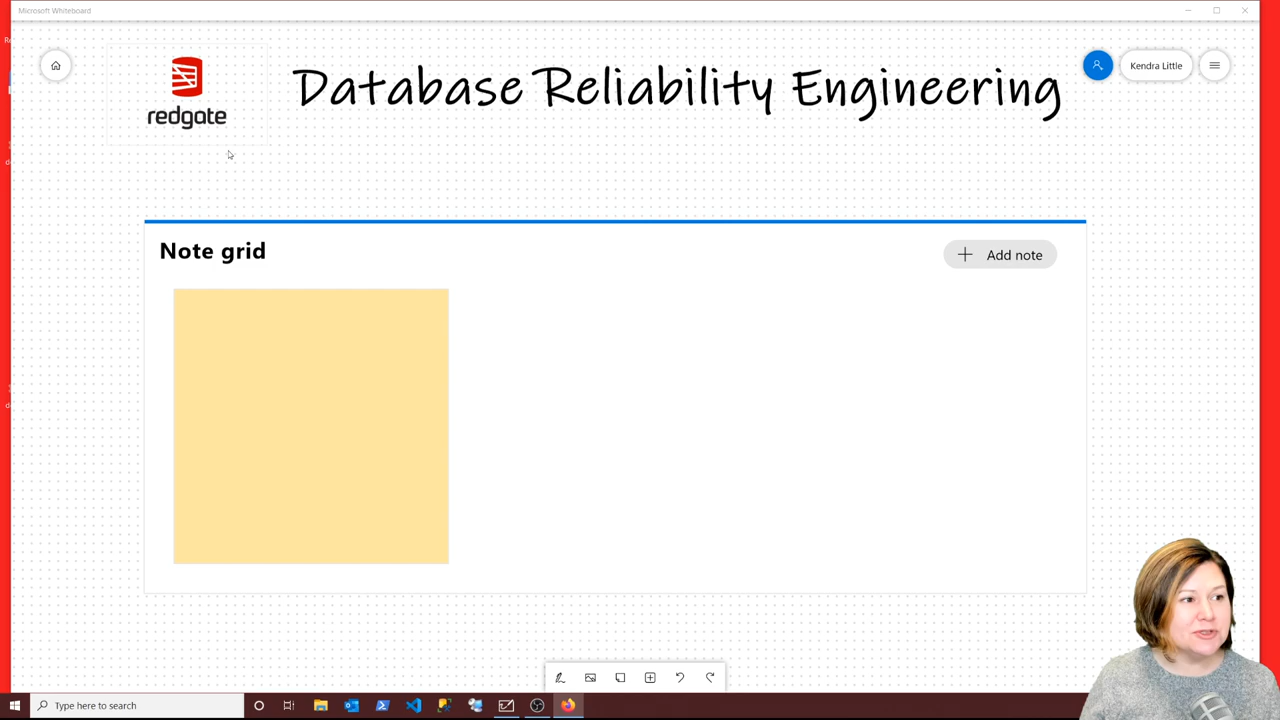 Microsoft Whiteboard
redgate
Database Reliability Engineering
Kendra Little
Note grid
Add note
Type here to search